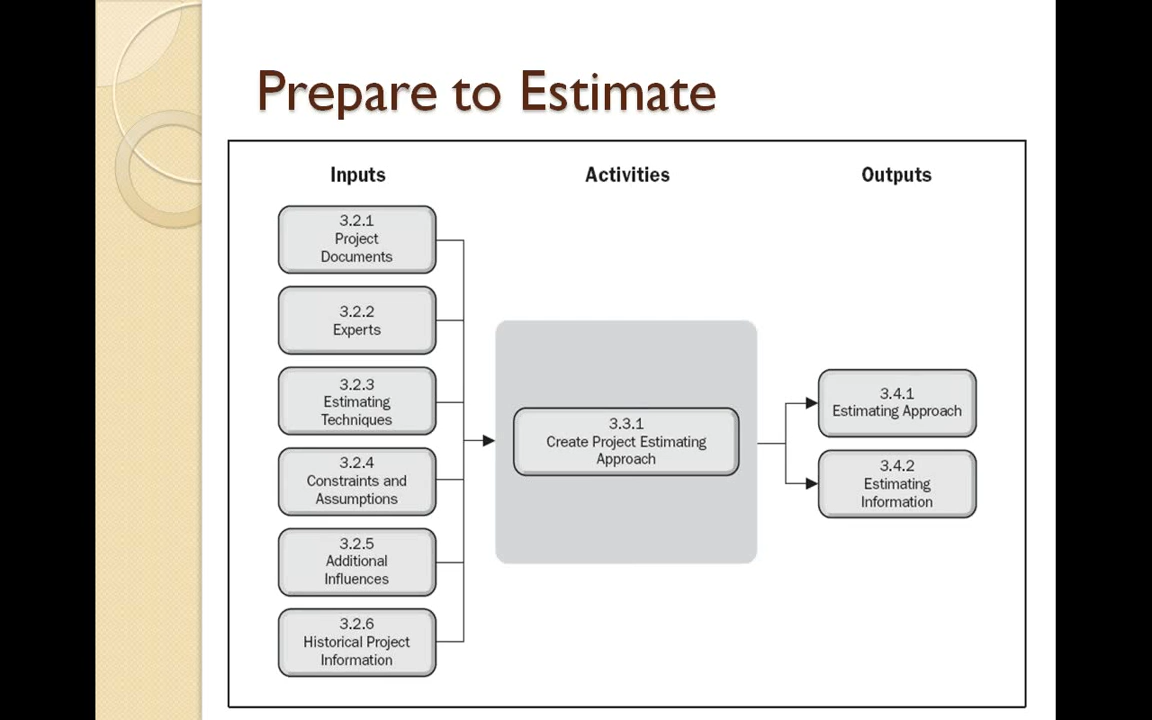 Prepare to Estimate
Inputs
Activities
Outputs
3.2.1
Project
Documents
3.2.2
Experts
3.2.3
Estimating
Techniques
3.2.4
Constraints and
Assumptions
3.2.5
Additional
Influences
3.2.6
Historical Project
Information
3.3.1
Create Project Estimating
Approach
3.4.1
Estimating Approach
3.4.2
Estimating
Information